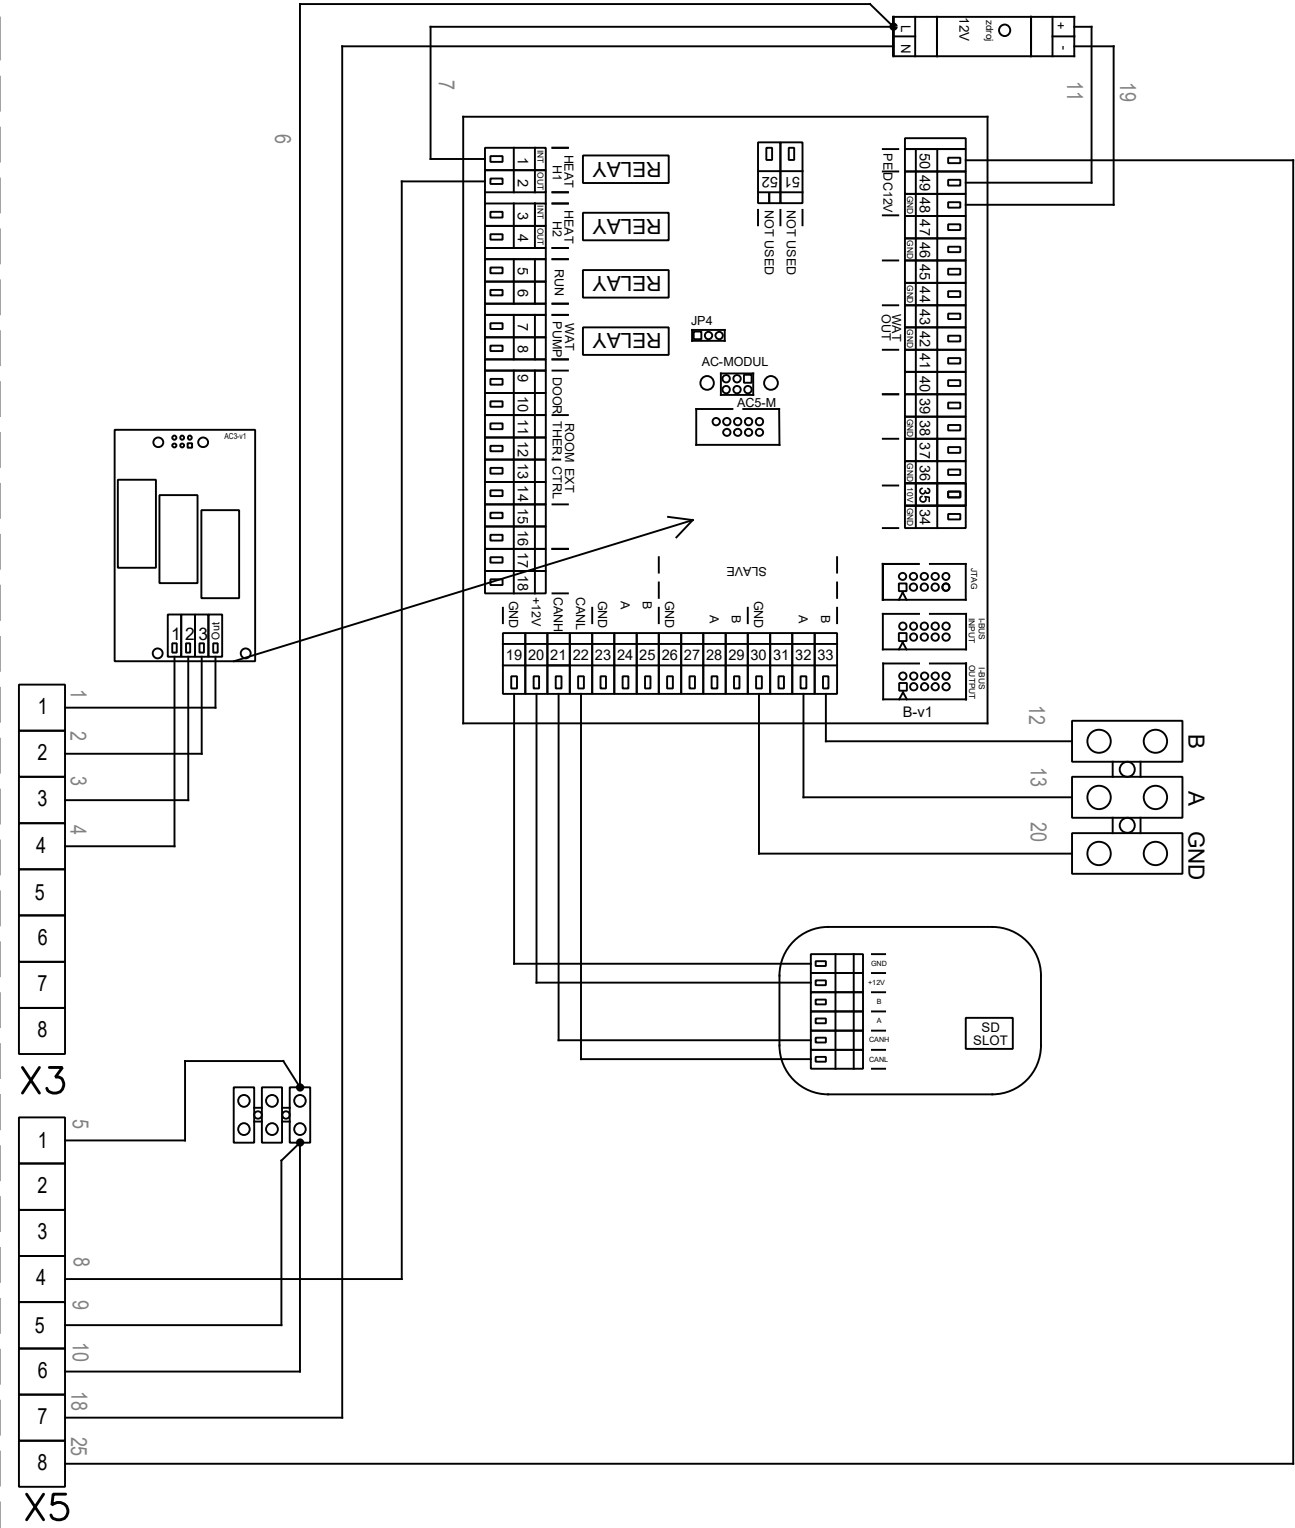 L
N
12V
zdroj
+
-
7
6
11
19
1 INT
2 OUT
HEAT
H1
RELAY
3 INT
4 OUT
HEAT
H2
RELAY
5
6
RUN
RELAY
7
8
WAT
PUMP
RELAY
9
10
DOOR
11
12
ROOM
THER.
13
14
EXT
CTRL
15
16
17
18
52
51
NOT USED
NOT USED
JP4
AC-MODUL
AC5-M
PE
DC12V
50
49
48 GND
47
46 GND
45
44 GND
43
42 GND
WAT
OUT
41
40
39
38 GND
37
36 GND
35 10V
34 GND
JTAG
I-BUS
INPUT
I-BUS
OUTPUT
B-v1
SLAVE
GND
+12V
CANH
CANL
GND
A
B
GND
A
B
GND
A
B
19
20
21
22
23
24
25
26
27
28
29
30
31
32
33
AC3-v1
1
2
3
Out
1
2
3
4
5
6
7
8
1
2
3
4
X3
12
13
20
B
A
GND
GND
+12V
B
A
CANH
CANL
SD
SLOT
1
2
3
4
5
6
7
8
5
8
9
10
18
25
X5